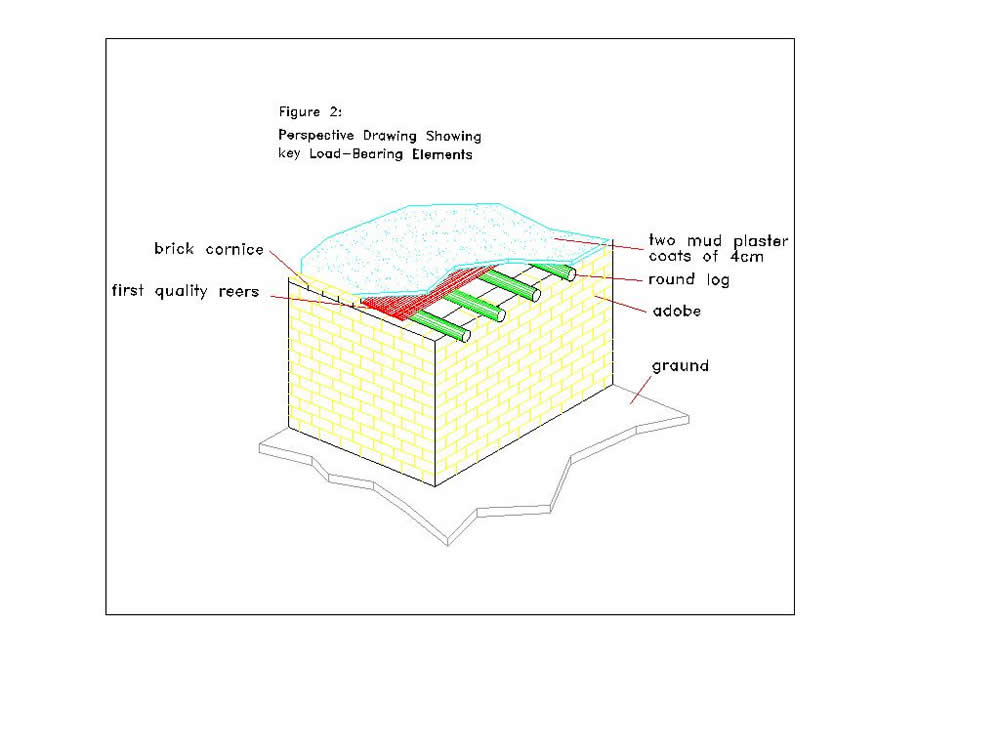 Figure 2:
Perspective Drawing Showing
key Load-Bearing Elements
brick cornice
two mud plaster
coats of 4cm
first quality reers
round log
adobe
graund